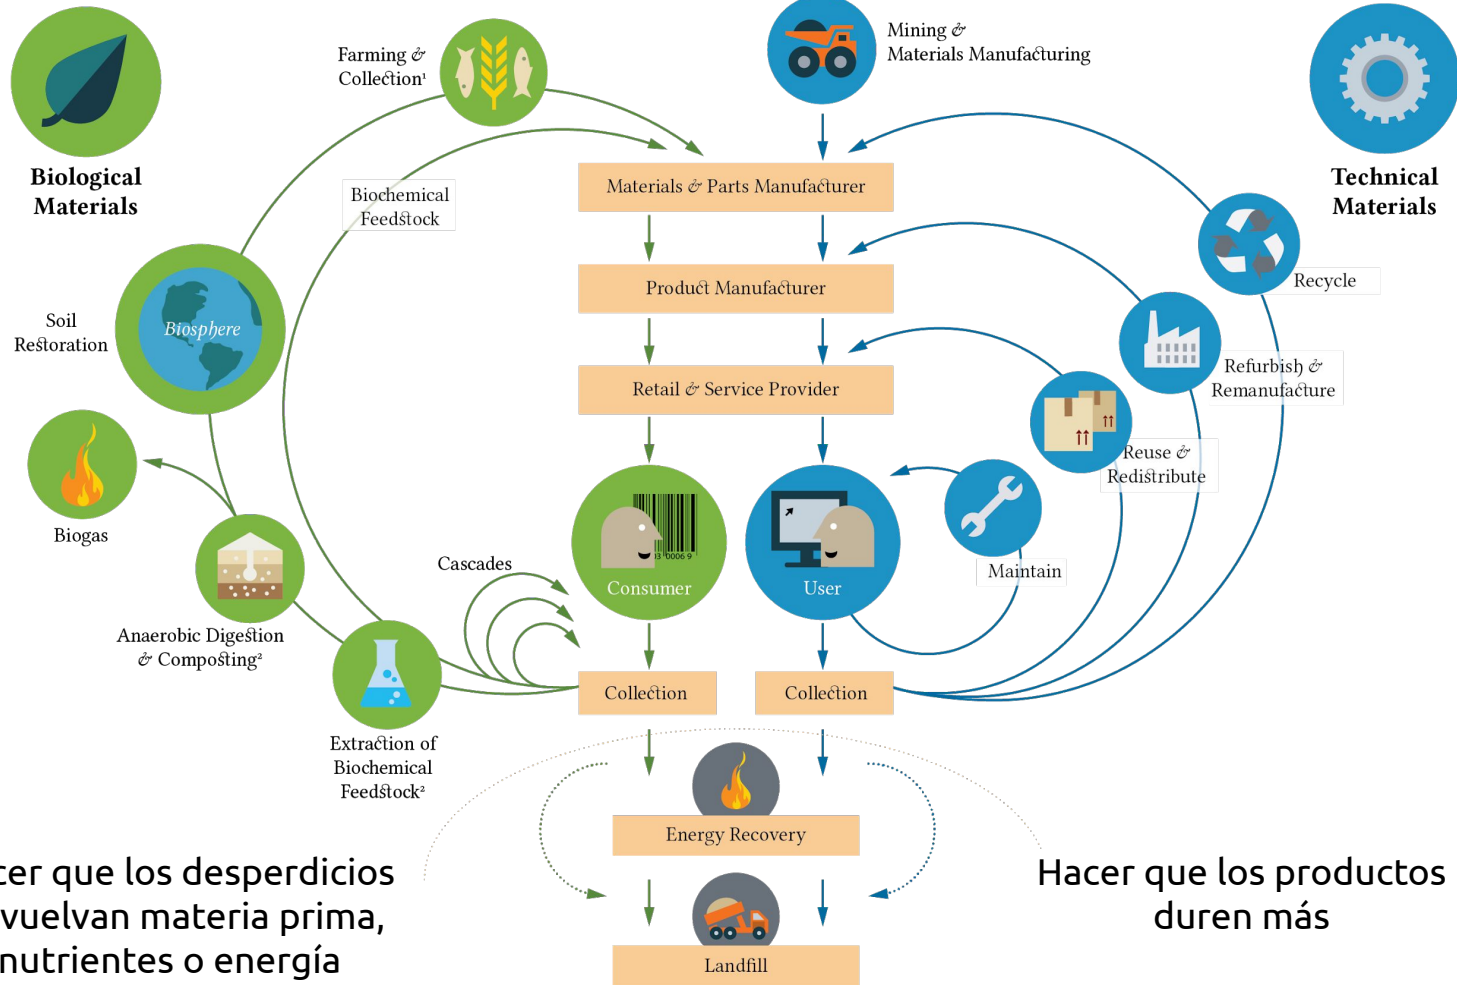 Farming &
Collection¹
Mining &
Materials Manufacturing
Biological
Materials
Technical
Materials
Biochemical
Feedstock
Materials & Parts Manufacturer
Recycle
Product Manufacturer
Soil
Restoration
Biosphere
Refurbish &
Remanufacture
Retail & Service Provider
Reuse &
Redistribute
Biogas
Cascades
Maintain
Consumer
User
Anaerobic Digestion
& Composting²
Collection
Collection
Extraction of
Biochemical
Feedstock²
Energy Recovery
que los desperdicios
vuelvan materia prima,
nutrientes o energía
Hacer que los productos
duren más
Landfill